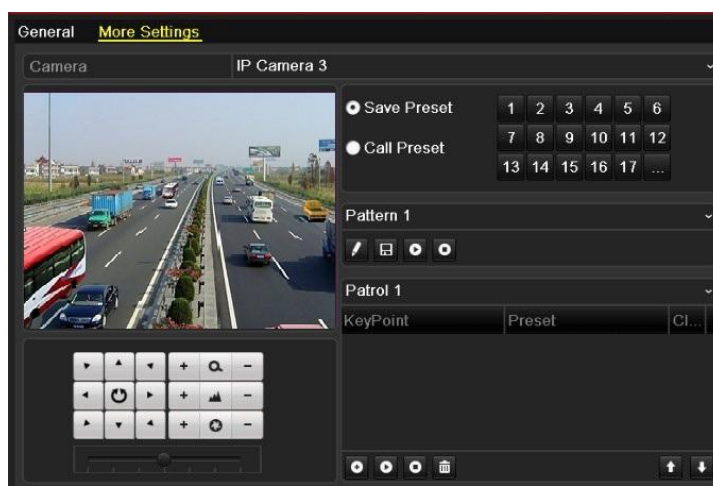 General More Settings
Camera IP Camera 3
Save Preset
Call Preset
1 2 3 4 5 6
7 8 9 10 11 12
13 14 15 16 17 ...
Pattern 1
Patrol 1
KeyPoint Preset Cl...